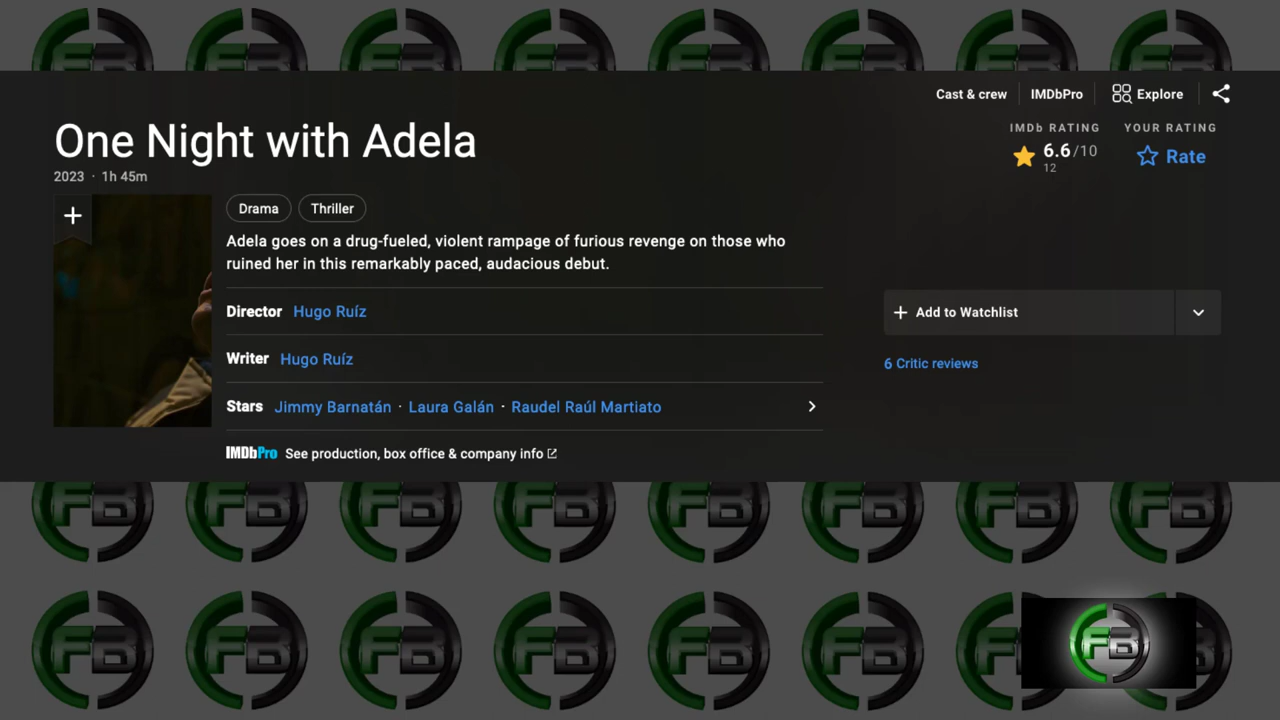 Cast & crew IMDbPro Explore
One Night with Adela
2023 · 1h 45m
IMDb RATING YOUR RATING
6.6/10 Rate
12
Drama Thriller
Adela goes on a drug-fueled, violent rampage of furious revenge on those who
ruined her in this remarkably paced, audacious debut.
Director Hugo Ruíz
Writer Hugo Ruíz
Stars Jimmy Barnatán · Laura Galán · Raudel Raúl Martiato
IMDbPro See production, box office & company info
+ Add to Watchlist
6 Critic reviews
FB